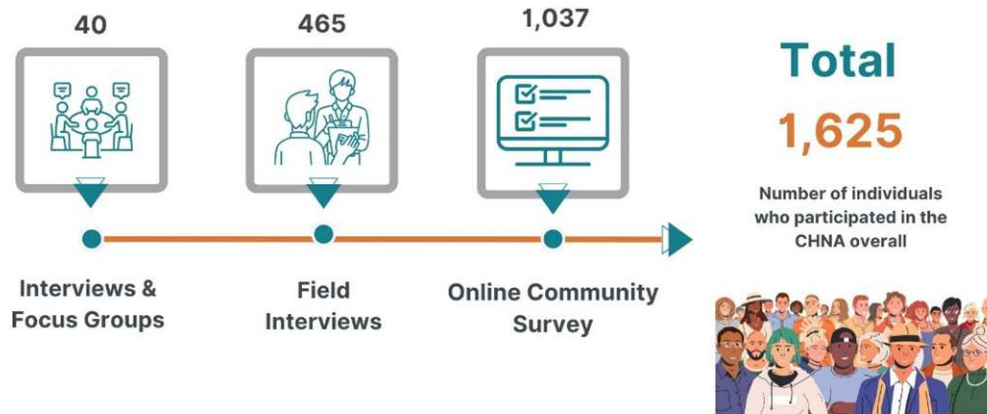 40
465
1,037
Interviews &
Focus Groups
Field
Interviews
Online Community
Survey
Total
1,625
Number of individuals
who participated in the
CHNA overall